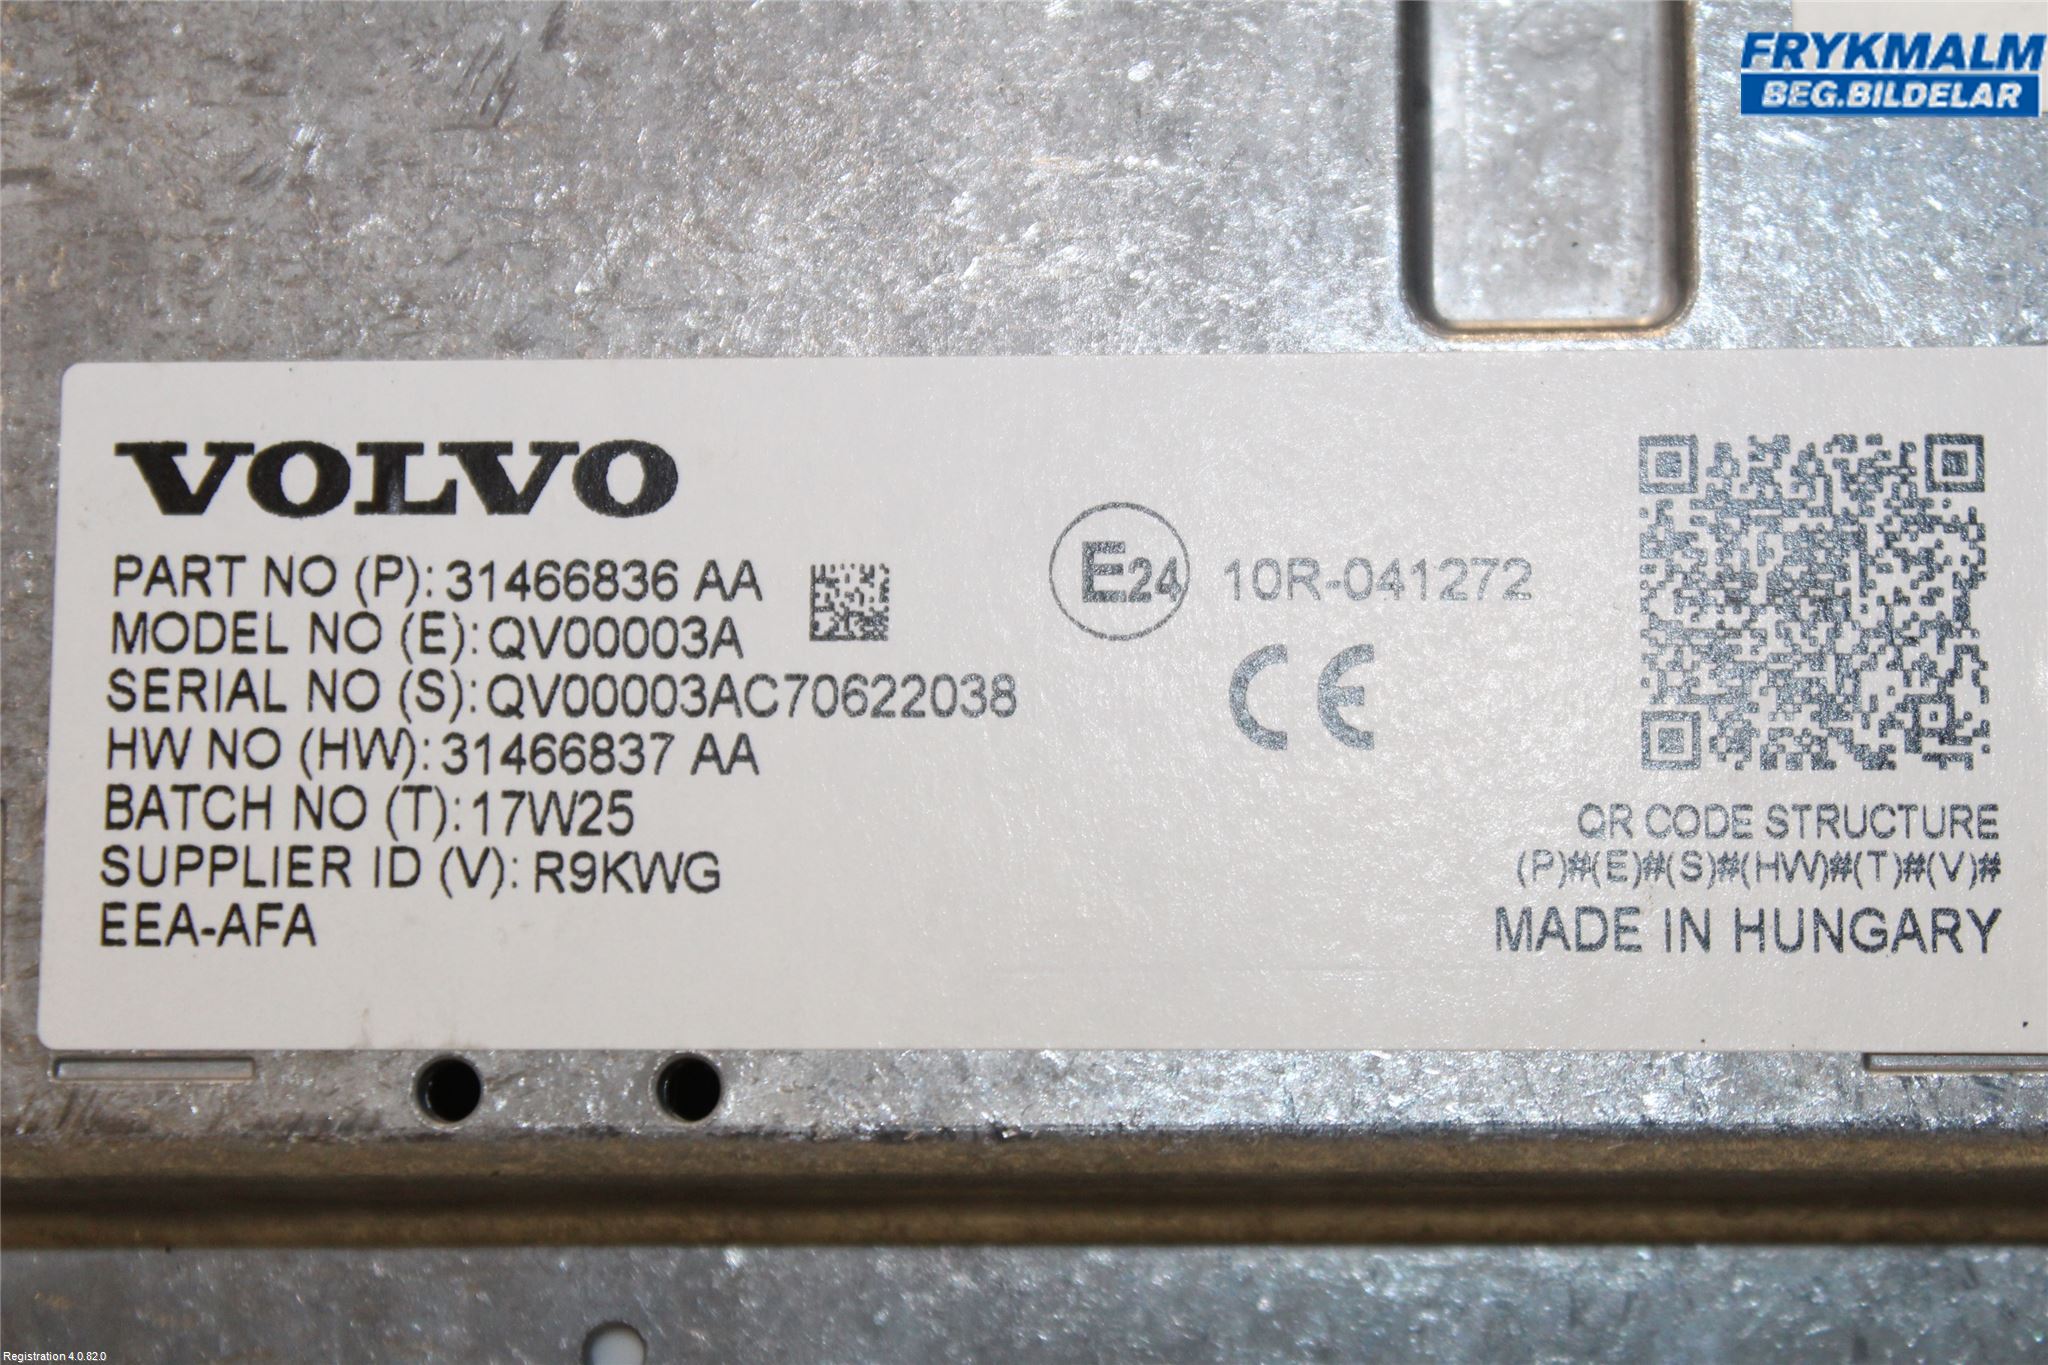 FRYKMALM
BEG.BILDELAR
VOLVO
PART NO (P): 31466836 AA
MODEL NO (E): QV00003A
SERIAL NO (S): QV00003AC70622038
HW NO (HW): 31466837 AA
BATCH NO (T): 17W25
SUPPLIER ID (V): R9KWG
EEA-AFA
E24 10R-041272
CE
QR CODE STRUCTURE
(P)#(E)#(S)#(HW)#(T)#(V)#
MADE IN HUNGARY
Registration 4.0.82.0